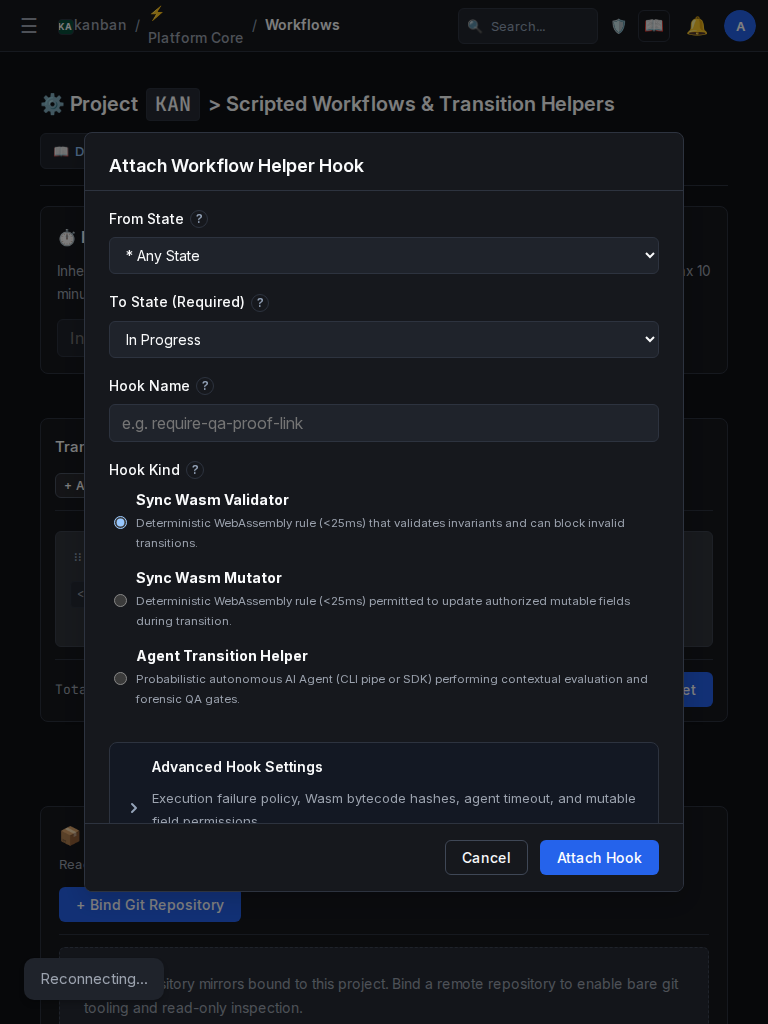 ☰
KA kanban / ⚡ Platform Core / Workflows
🔍 Search...
A
⚙️ Project KAN > Scripted Workflows & Transition Helpers
Attach Workflow Helper Hook
From State ?
* Any State
To State (Required) ?
In Progress
Hook Name ?
e.g. require-qa-proof-link
Hook Kind ?
Sync Wasm Validator
Deterministic WebAssembly rule (<25ms) that validates invariants and can block invalid
transitions.
Sync Wasm Mutator
Deterministic WebAssembly rule (<25ms) permitted to update authorized mutable fields
during transition.
Agent Transition Helper
Probabilistic autonomous AI Agent (CLI pipe or SDK) performing contextual evaluation and
forensic QA gates.
Advanced Hook Settings
Execution failure policy, Wasm bytecode hashes, agent timeout, and mutable
field permissions
Cancel
Attach Hook
+ Bind Git Repository
mirrors bound to this project. Bind a remote repository to enable bare git
tooling and read-only inspection.
Reconnecting...